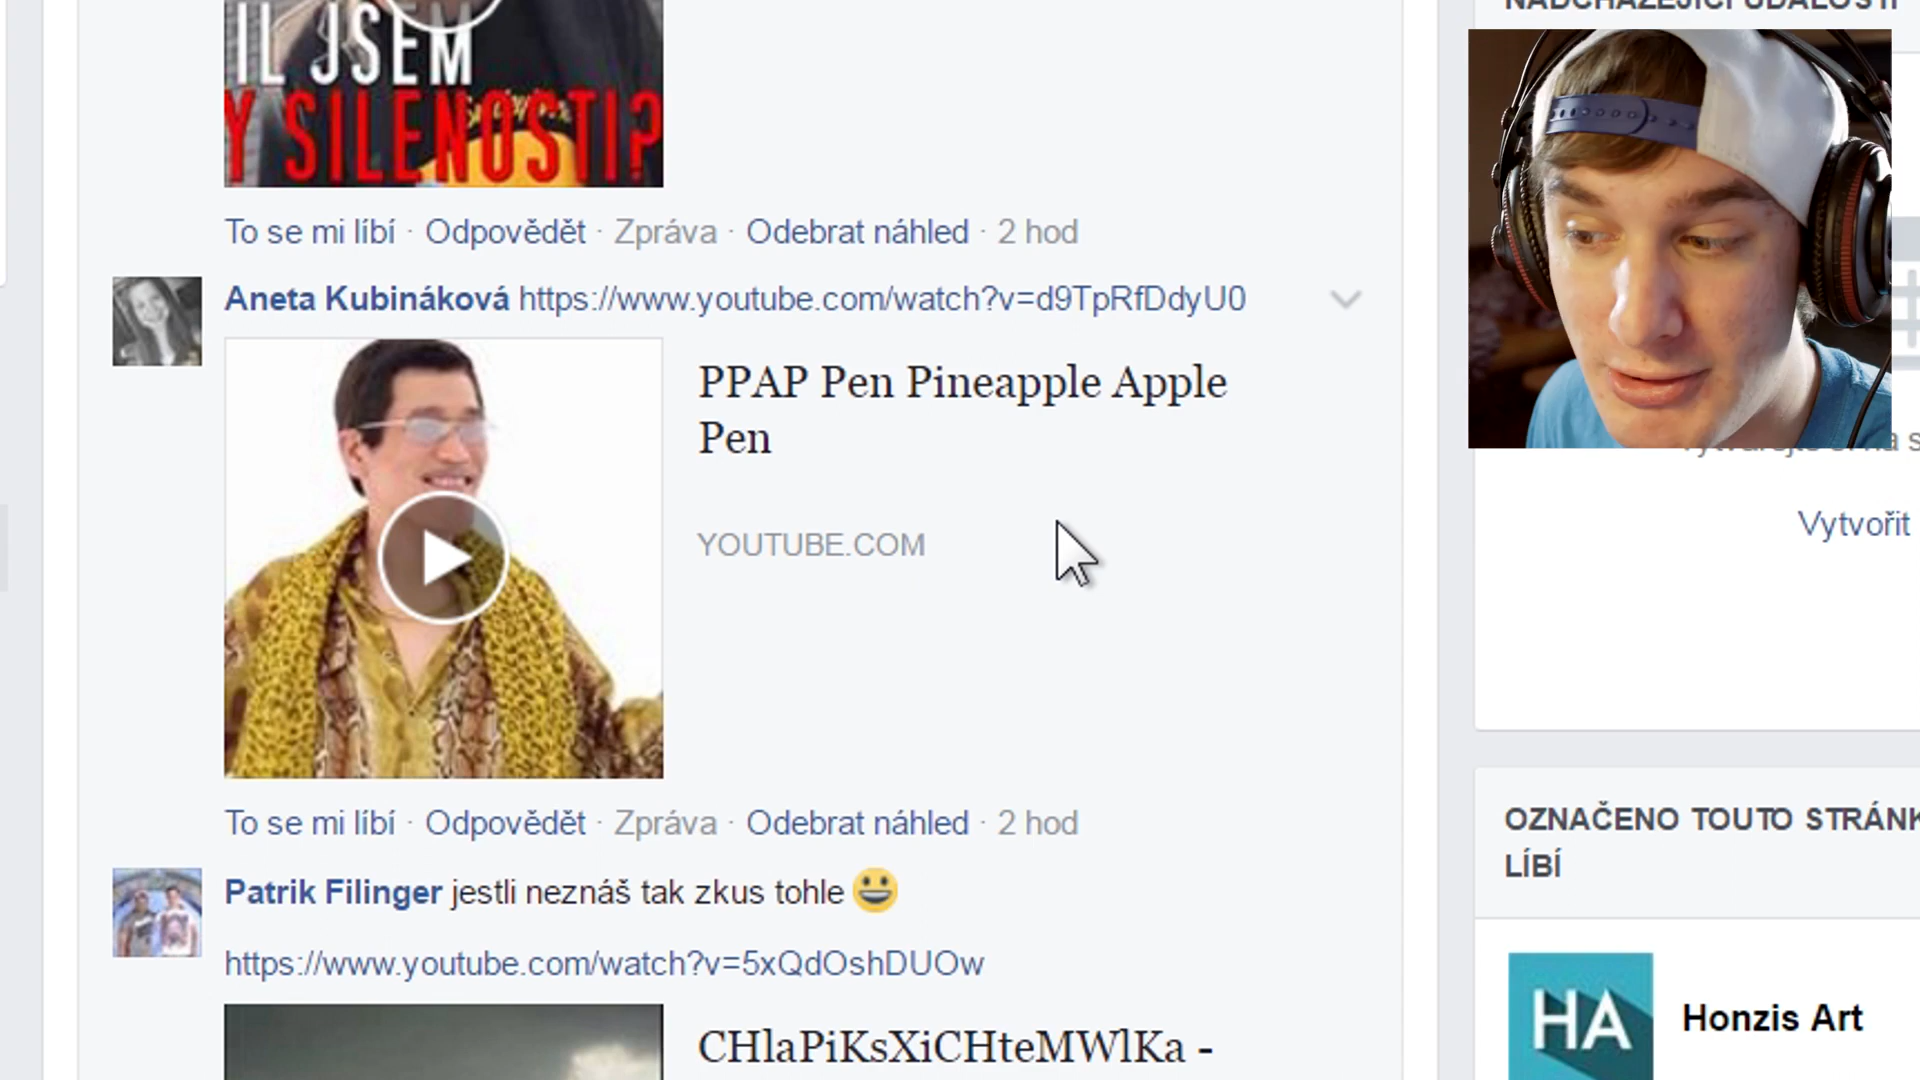 NADCHÁZEJÍCÍ UDÁLOSTI
IL JSEM
Y SILENOSTI?
To se mi líbí · Odpovědět · Zpráva · Odebrat náhled · 2 hod
Aneta Kubináková https://www.youtube.com/watch?v=d9TpRfDdyU0
PPAP Pen Pineapple Apple
Pen
YOUTUBE.COM
To se mi líbí · Odpovědět · Zpráva · Odebrat náhled · 2 hod
Patrik Filinger jestli neznáš tak zkus tohle 😃
https://www.youtube.com/watch?v=5xQdOshDUOw
CHlaPiKsXiCHteMWlKa -
Vytvořit
OZNAČENO TOUTO STRÁNK
LÍBÍ
HA
Honzis Art